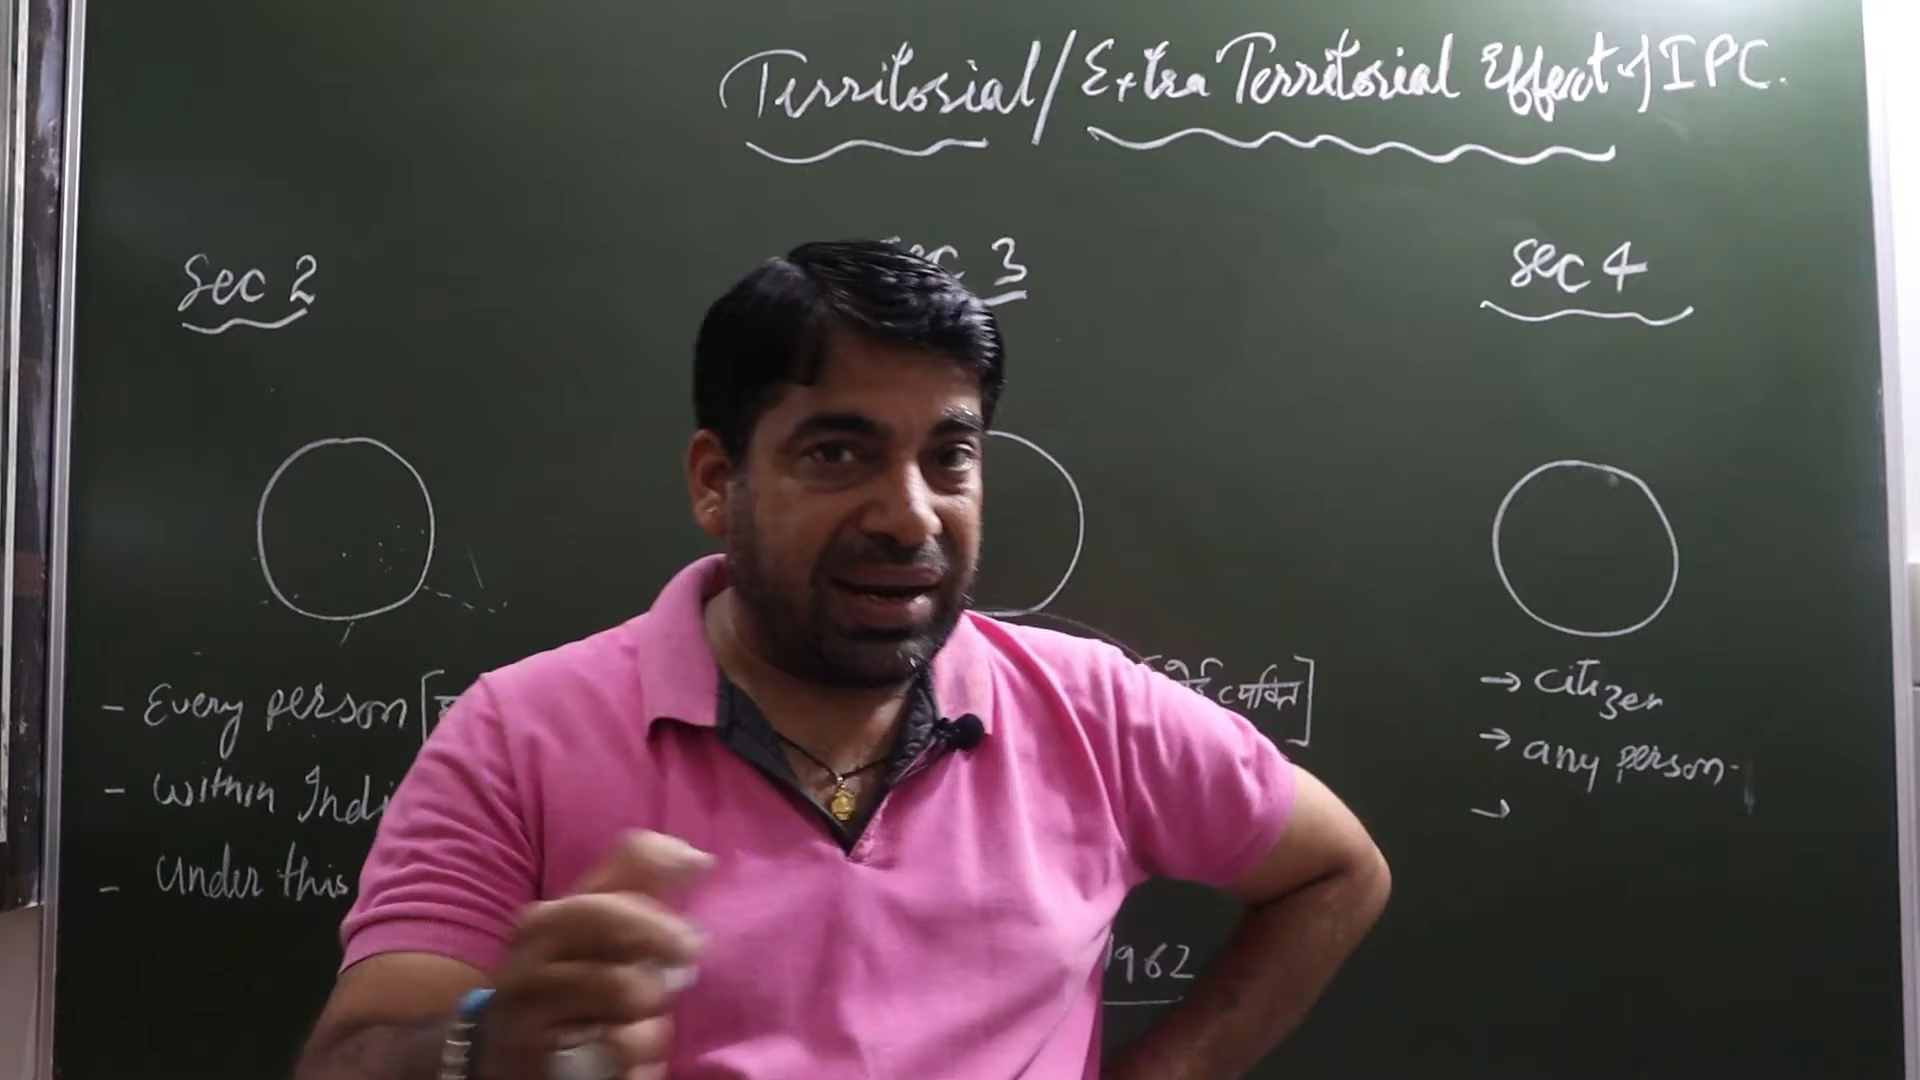 Territorial/Extra Territorial Effect of IPC.
Sec 2
Sec 3
Sec 4
- Every person [
- within Indi
- Under this
व्यक्ति]
1962
→ citizen
→ any person-
→